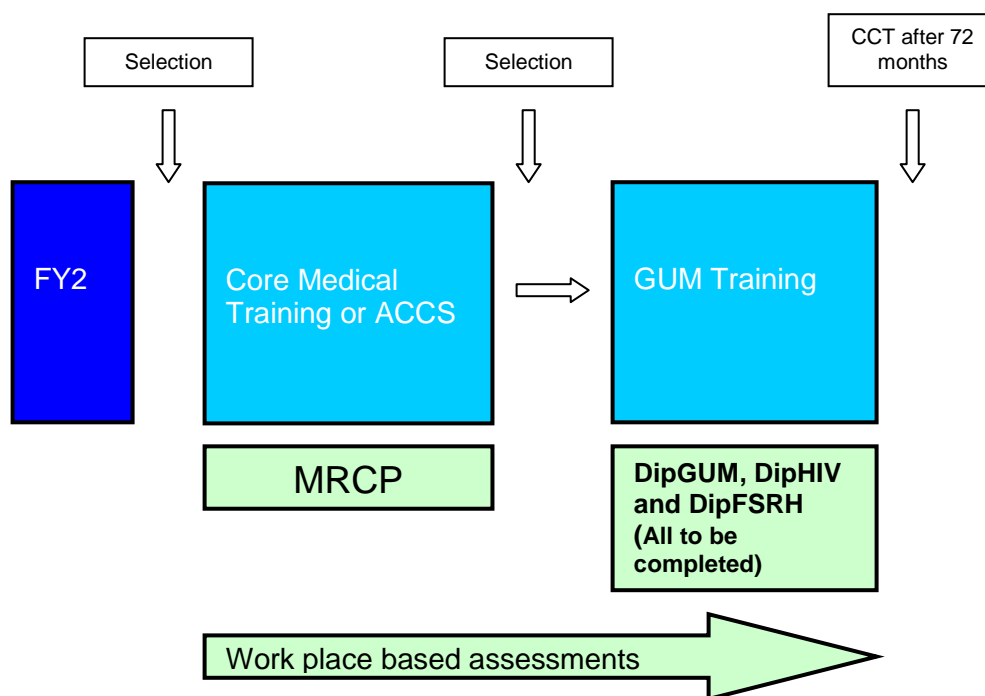 Selection
Selection
CCT after 72
months
FY2
Core Medical
Training or ACCS
GUM Training
MRCP
DipGUM, DipHIV
and DipFSRH
(All to be
completed)
Work place based assessments